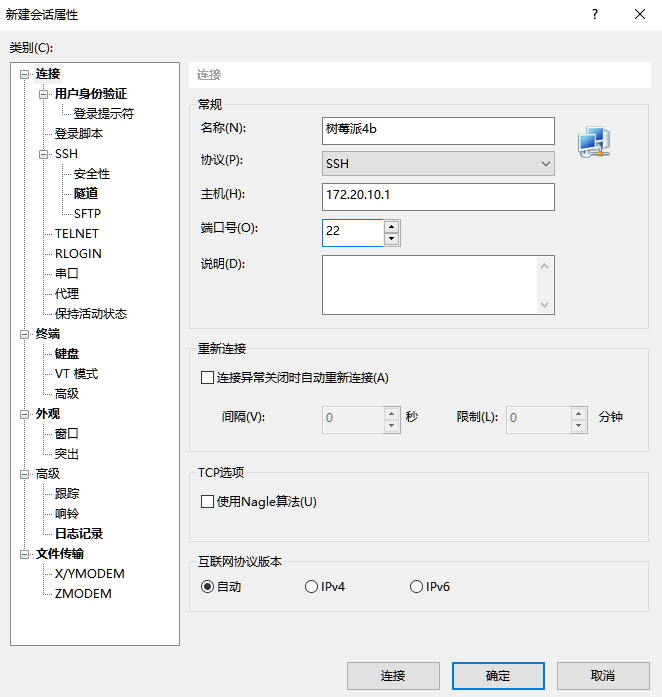 新建会话属性
?
类别(C):
连接
用户身份验证
登录提示符
登录脚本
SSH
安全性
隧道
SFTP
TELNET
RLOGIN
串口
代理
保持活动状态
终端
键盘
VT 模式
高级
外观
窗口
突出
高级
跟踪
响铃
日志记录
文件传输
X/YMODEM
ZMODEM
连接
常规
名称(N): 树莓派4b
协议(P): SSH
主机(H): 172.20.10.1
端口号(O): 22
说明(D):
重新连接
连接异常关闭时自动重新连接(A)
间隔(V): 0 秒 限制(L): 0 分钟
TCP选项
使用Nagle算法(U)
互联网协议版本
自动 IPv4 IPv6
连接 确定 取消